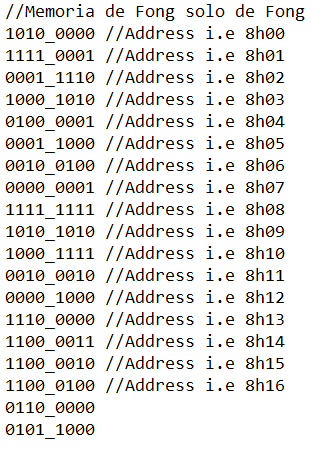 //Memoria de Fong solo de Fong
1010_0000 //Address i.e 8h00
1111_0001 //Address i.e 8h01
0001_1110 //Address i.e 8h02
1000_1010 //Address i.e 8h03
0100_0001 //Address i.e 8h04
0001_1000 //Address i.e 8h05
0010_0100 //Address i.e 8h06
0000_0001 //Address i.e 8h07
1111_1111 //Address i.e 8h08
1010_1010 //Address i.e 8h09
1000_1111 //Address i.e 8h10
0010_0010 //Address i.e 8h11
0000_1000 //Address i.e 8h12
1110_0000 //Address i.e 8h13
1100_0011 //Address i.e 8h14
1100_0010 //Address i.e 8h15
1100_0100 //Address i.e 8h16
0110_0000
0101_1000